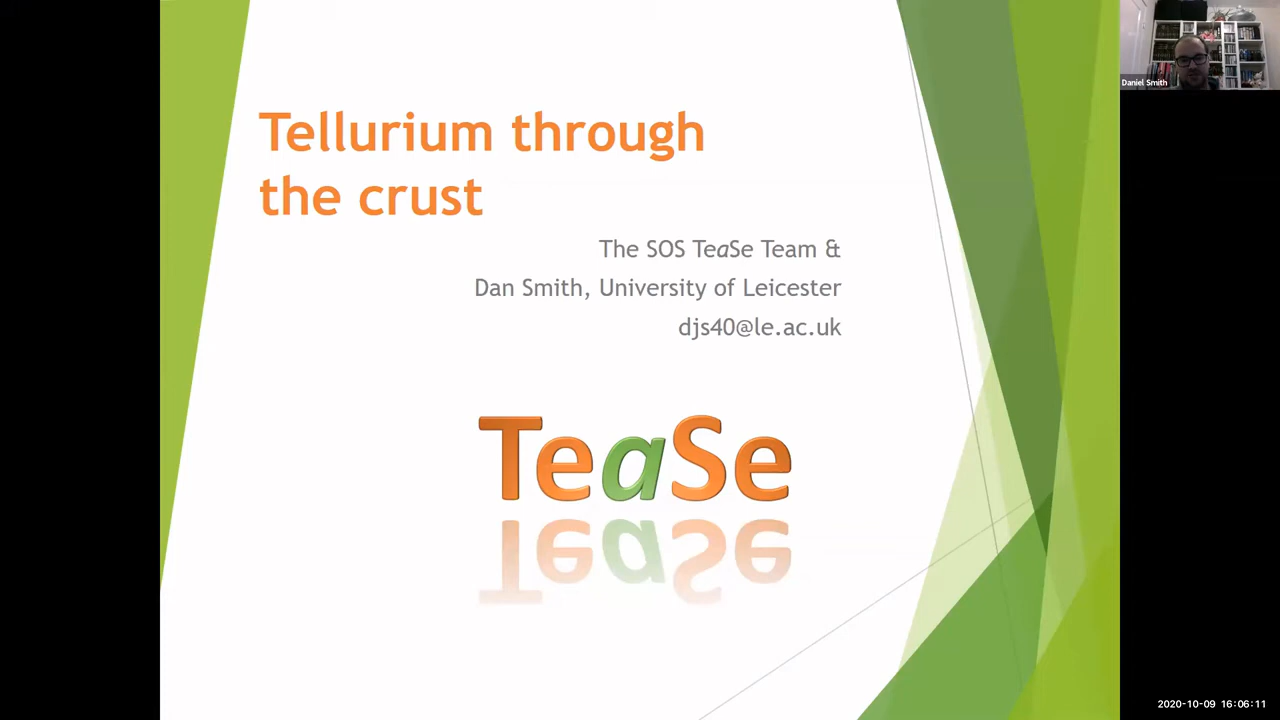 Tellurium through
the crust
The SOS TeaSe Team &
Dan Smith, University of Leicester
djs40@le.ac.uk
TeaSe
Daniel Smith
2020-10-09 16:06:11